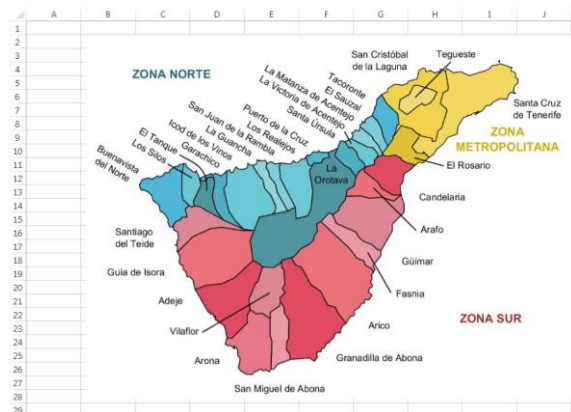 A B C D E F G H I J
1
2
3
4
5
6
7
8
9
10
11
12
13
14
15
16
17
18
19
20
21
22
23
24
25
26
27
28
29
ZONA NORTE
San Cristóbal
de la Laguna
Tegueste
Tacoronte
El Sauzal
La Matanza de Acentejo
La Victoria de Acentejo
Santa Úrsula
Santa Cruz
de Tenerife
ZONA
METROPOLITANA
Puerto de la Cruz
Los Realejos
San Juan de la Rambla
La Guancha
Icod de los Vinos
Garachico
El Tanque
Los Silos
Buenavista
del Norte
La
Orotava
El Rosario
Candelaria
Arafo
Güímar
Fasnia
Santiago
del Teide
Guía de Isora
Adeje
Vilaflor
Arico
ZONA SUR
Arona
Granadilla de Abona
San Miguel de Abona